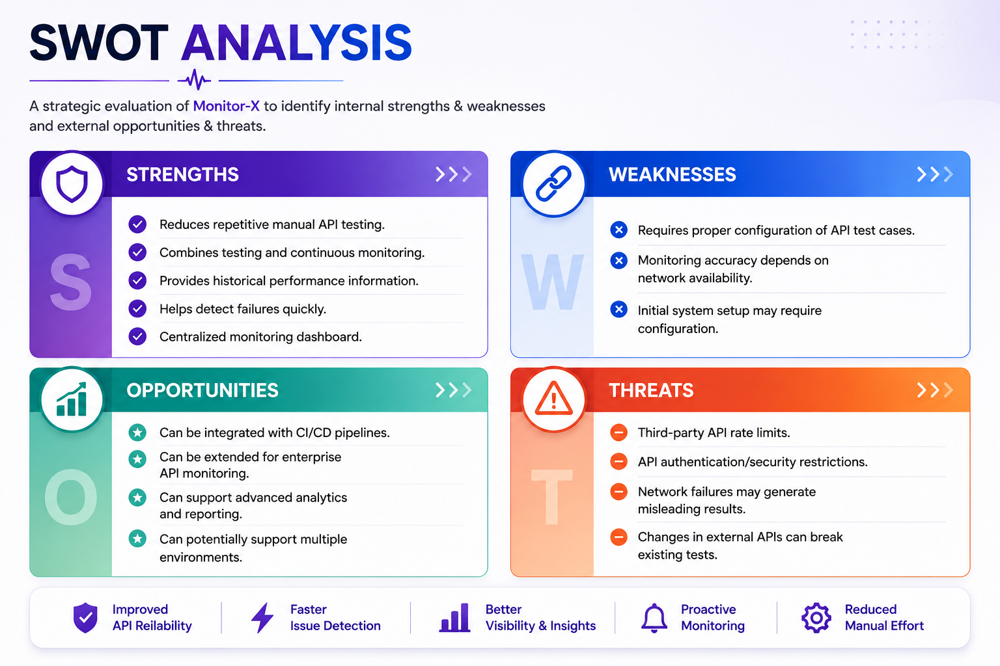 SWOT ANALYSIS
A strategic evaluation of Monitor-X to identify internal strengths & weaknesses
and external opportunities & threats.
STRENGTHS
S
Reduces repetitive manual API testing.
Combines testing and continuous monitoring.
Provides historical performance information.
Helps detect failures quickly.
Centralized monitoring dashboard.
WEAKNESSES
W
Requires proper configuration of API test cases.
Monitoring accuracy depends on
network availability.
Initial system setup may require
configuration.
OPPORTUNITIES
O
Can be integrated with CI/CD pipelines.
Can be extended for enterprise
API monitoring.
Can support advanced analytics
and reporting.
Can potentially support multiple
environments.
THREATS
T
Third-party API rate limits.
API authentication/security restrictions.
Network failures may generate
misleading results.
Changes in external APIs can break
existing tests.
Improved
API Reilability
Faster
Issue Detection
Better
Visibility & Insights
Proactive
Monitoring
Reduced
Manual Effort